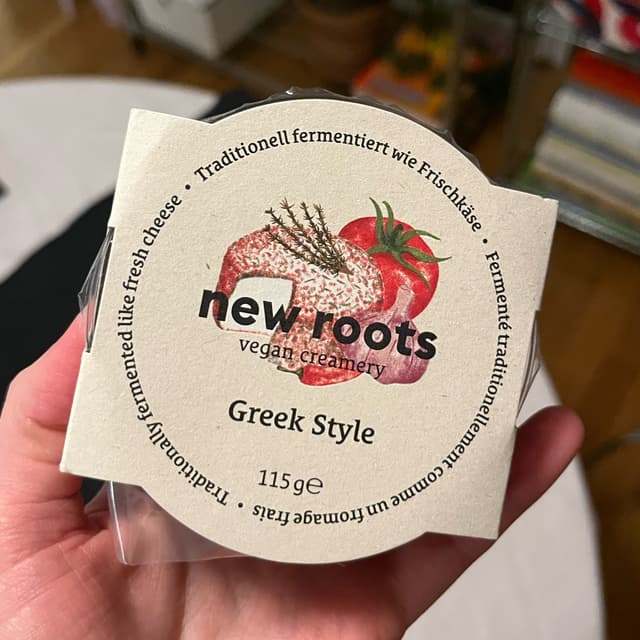 Traditionell fermentiert wie Frischkäse •
Fermenté traditionellement comme un fromage frais •
Traditionally fermented like fresh cheese •
new roots
vegan creamery
Greek Style
115 g ℮